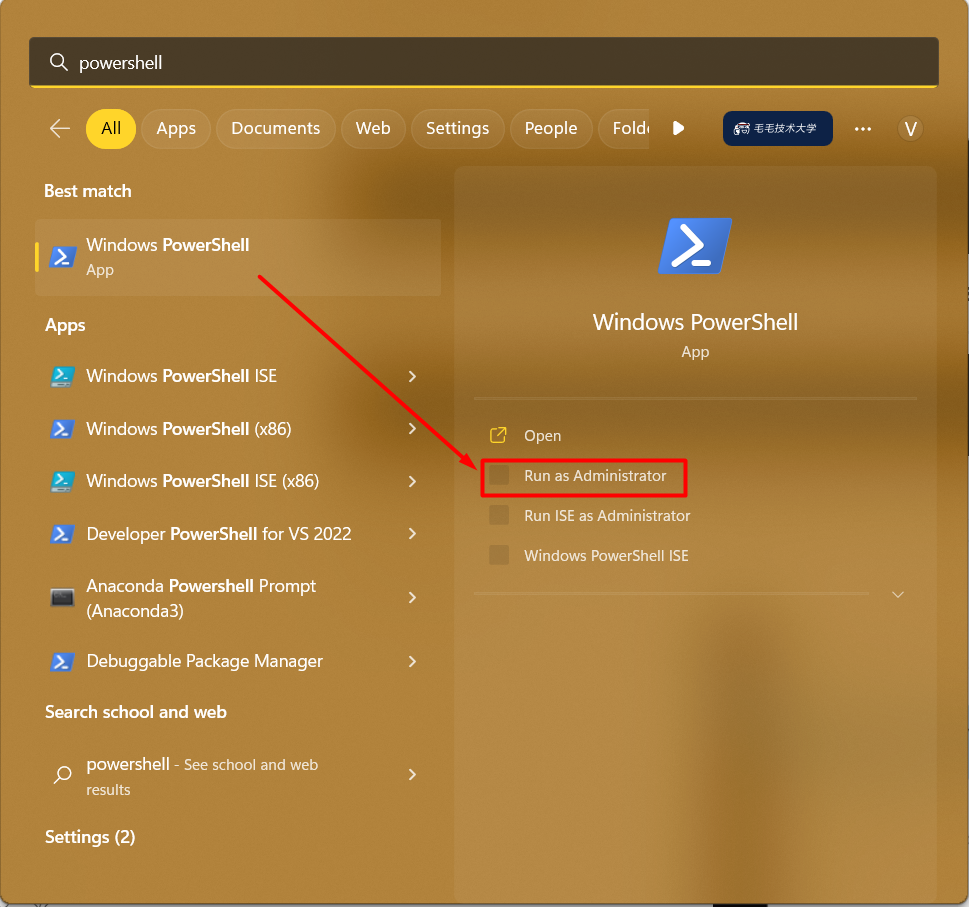 powershell
All
Apps
Documents
Web
Settings
People
Folde
毛毛技术大学
V
Best match
Windows PowerShell
App
Apps
Windows PowerShell ISE
Windows PowerShell (x86)
Windows PowerShell ISE (x86)
Developer PowerShell for VS 2022
Anaconda Powershell Prompt
(Anaconda3)
Debuggable Package Manager
Search school and web
powershell - See school and web
results
Settings (2)
Windows PowerShell
App
Open
Run as Administrator
Run ISE as Administrator
Windows PowerShell ISE